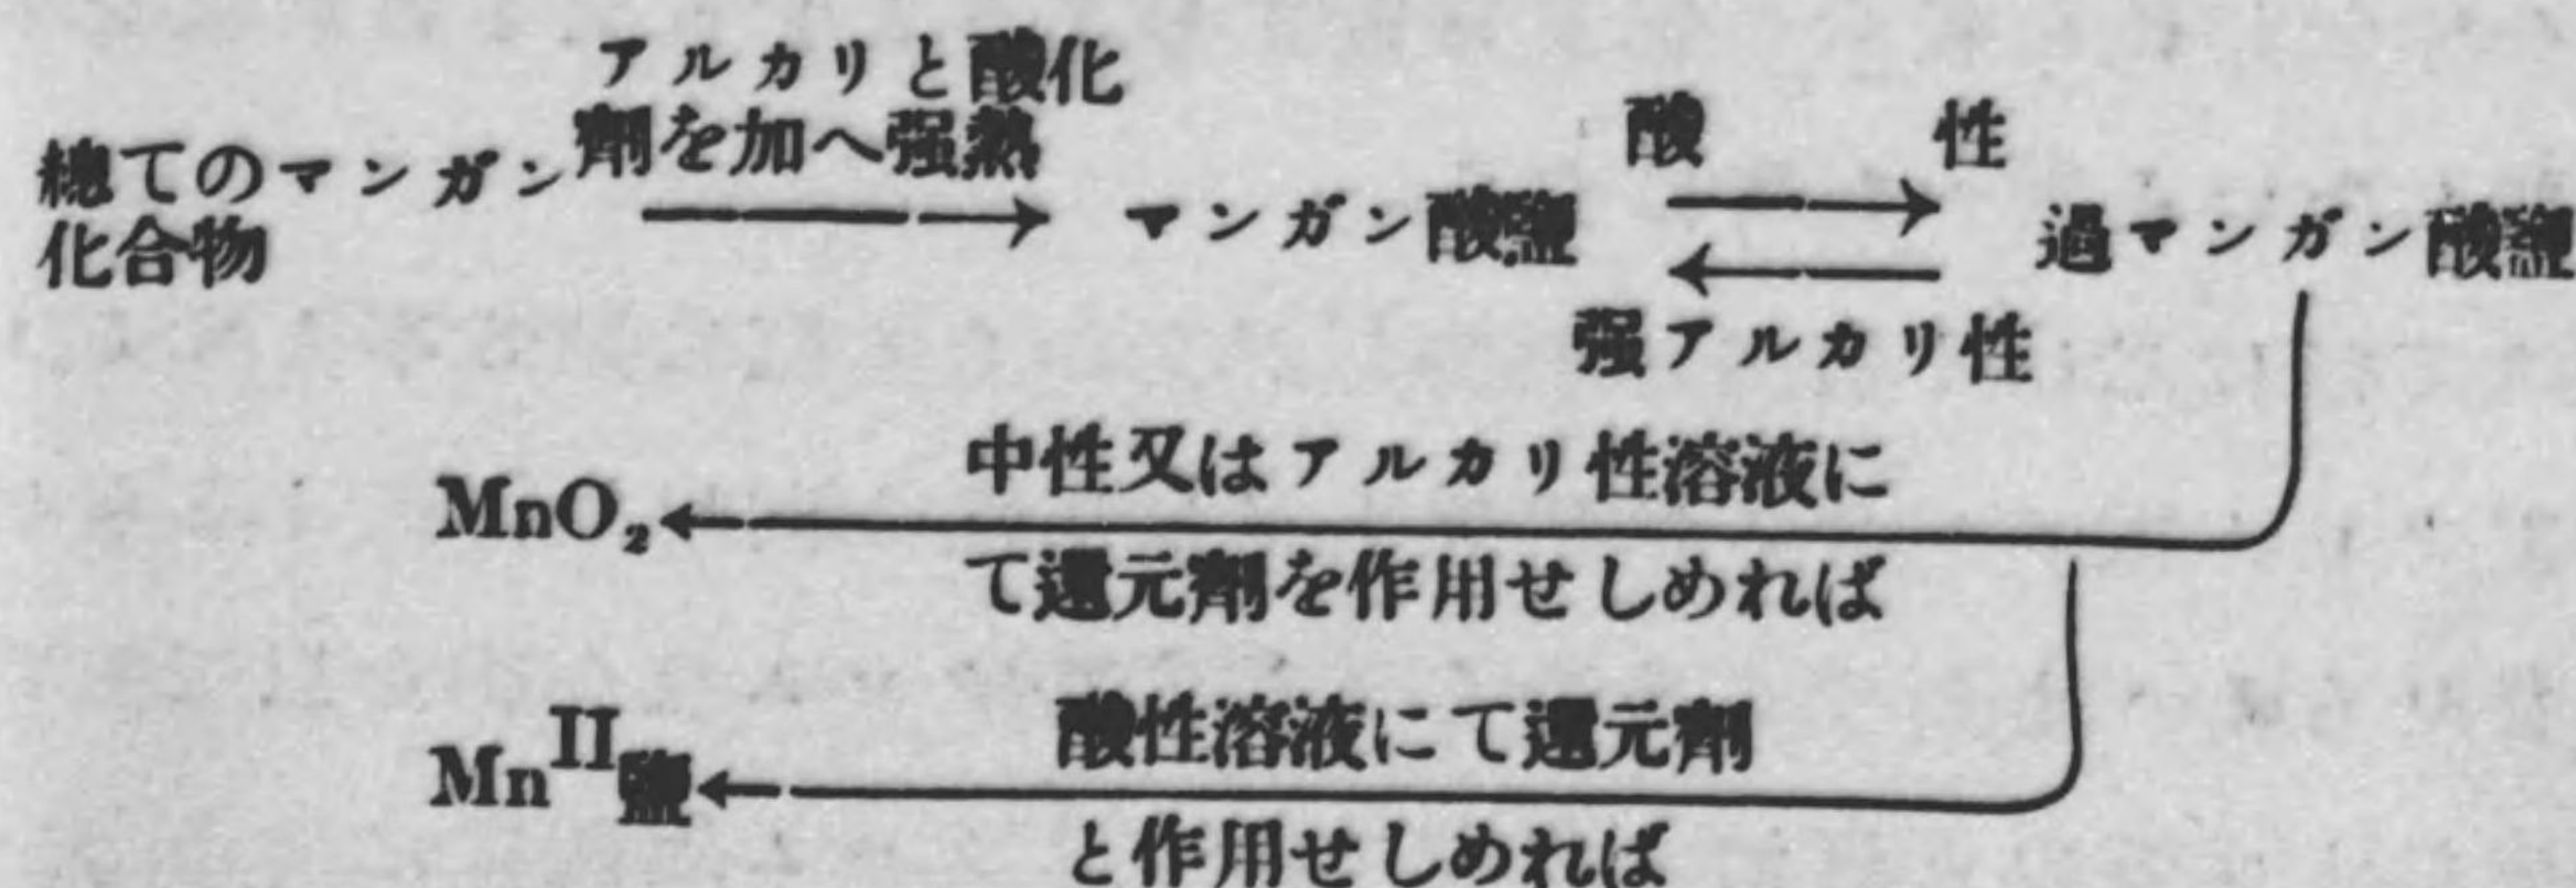 アルカリと酸化
劑を加へ强熱
總てのマンガン
化合物
マンガン酸鹽
酸性
强アルカリ性
過マンガン酸鹽
中性又はアルカリ性溶液に
MnO₂
て還元劑を作用せしめれば
酸性溶液にて還元劑
Mnᴵᴵ鹽
と作用せしめれば